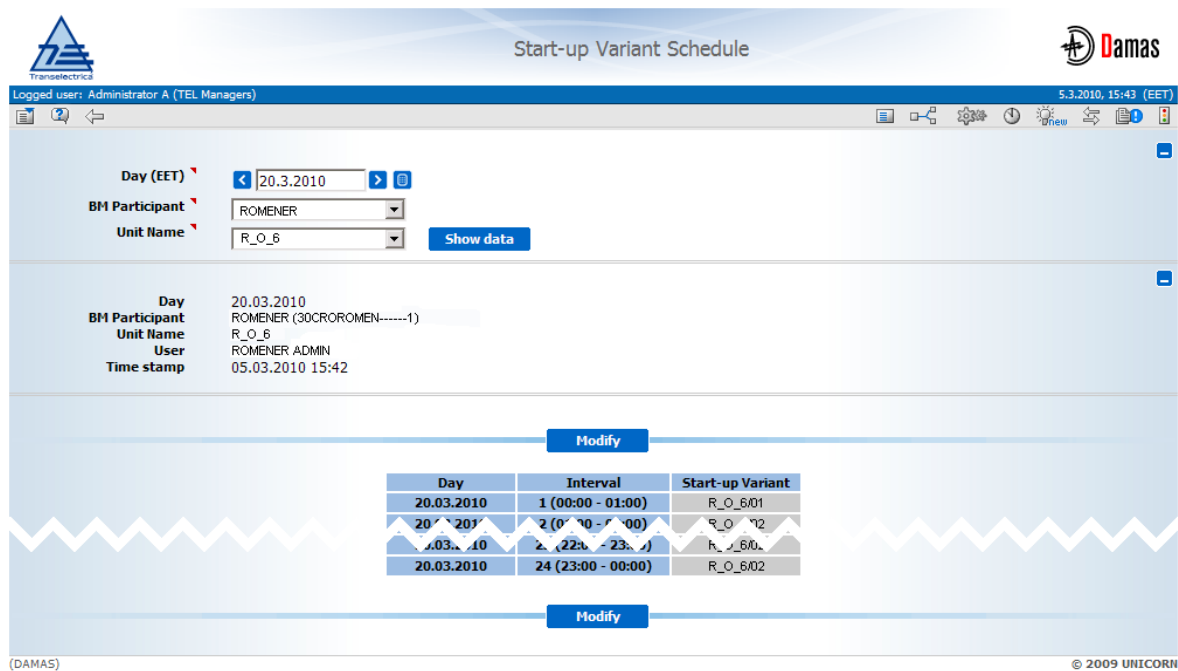 Transelectrica
Start-up Variant Schedule
Damas
Logged user: Administrator A (TEL Managers) 5.3.2010, 15:43 (EET)
new
Day (EET) 20.3.2010
BM Participant ROMENER
Unit Name R_O_6 Show data
Day 20.03.2010
BM Participant ROMENER (30CROROMEN------1)
Unit Name R_O_6
User ROMENER ADMIN
Time stamp 05.03.2010 15:42
Modify
Day Interval Start-up Variant
20.03.2010 1 (00:00 - 01:00) R_O_6/01
20.03.2010 24 (23:00 - 00:00) R_O_6/02
Modify
(DAMAS) © 2009 UNICORN